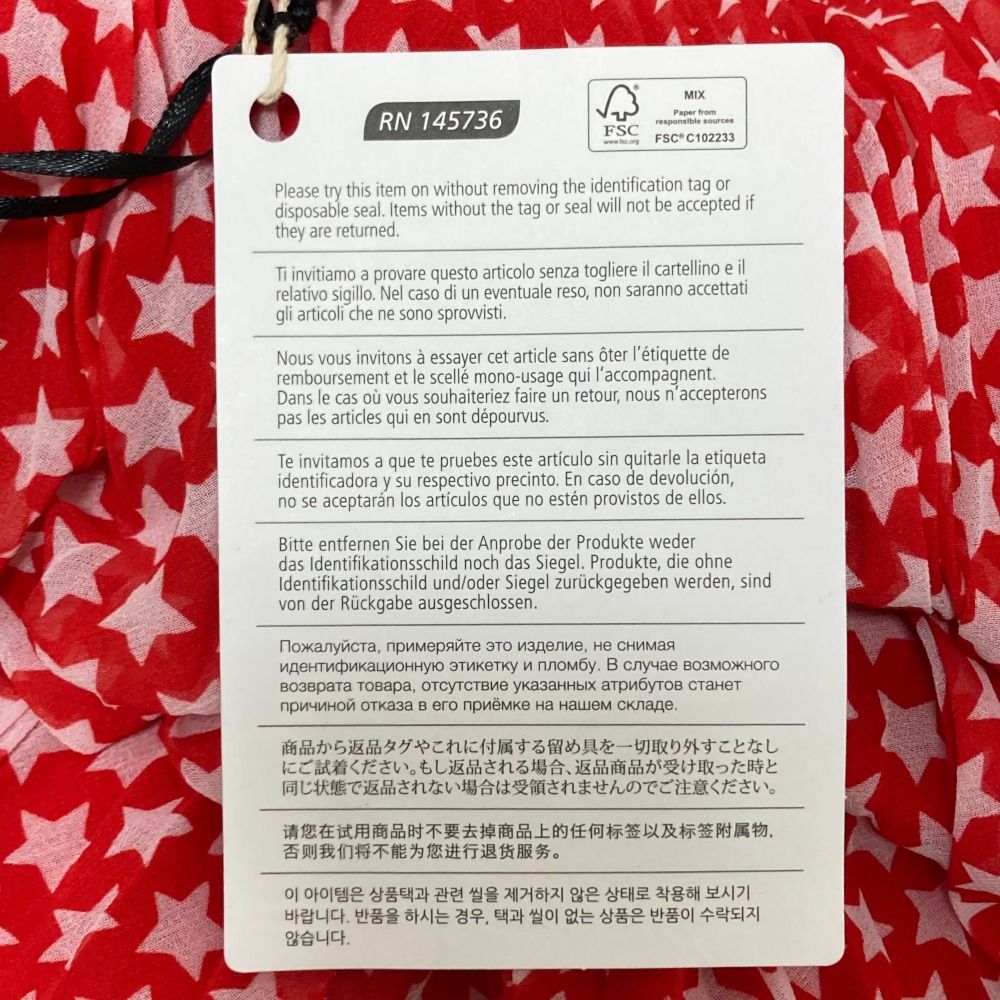 RN 145736
FSC
www.fsc.org
MIX
Paper from
responsible sources
FSC® C102233
Please try this item on without removing the identification tag or
disposable seal. Items without the tag or seal will not be accepted if
they are returned.
Ti invitiamo a provare questo articolo senza togliere il cartellino e il
relativo sigillo. Nel caso di un eventuale reso, non saranno accettati
gli articoli che ne sono sprovvisti.
Nous vous invitons à essayer cet article sans ôter l’étiquette de
remboursement et le scellé mono-usage qui l’accompagnent.
Dans le cas où vous souhaiteriez faire un retour, nous n’accepterons
pas les articles qui en sont dépourvus.
Te invitamos a que te pruebes este artículo sin quitarle la etiqueta
identificadora y su respectivo precinto. En caso de devolución,
no se aceptarán los artículos que no estén provistos de ellos.
Bitte entfernen Sie bei der Anprobe der Produkte weder
das Identifikationsschild noch das Siegel. Produkte, die ohne
Identifikationsschild und/oder Siegel zurückgegeben werden, sind
von der Rückgabe ausgeschlossen.
Пожалуйста, примеряйте это изделие, не снимая
идентификационную этикетку и пломбу. В случае возможного
возврата товара, отсутствие указанных атрибутов станет
причиной отказа в его приёмке на нашем складе.
商品から返品タグやこれに付属する留め具を一切取り外すことなし
にご試着ください。もし返品される場合、返品商品が受け取った時と
同じ状態で返品されない場合は受領されませんのでご注意ください。
请您在试用商品时不要去掉商品上的任何标签以及标签附属物，
否则我们将不能为您进行退货服务。
이 아이템은 상품택과 관련 씰을 제거하지 않은 상태로 착용해 보시기
바랍니다. 반품을 하시는 경우, 택과 씰이 없는 상품은 반품이 수락되지
않습니다.